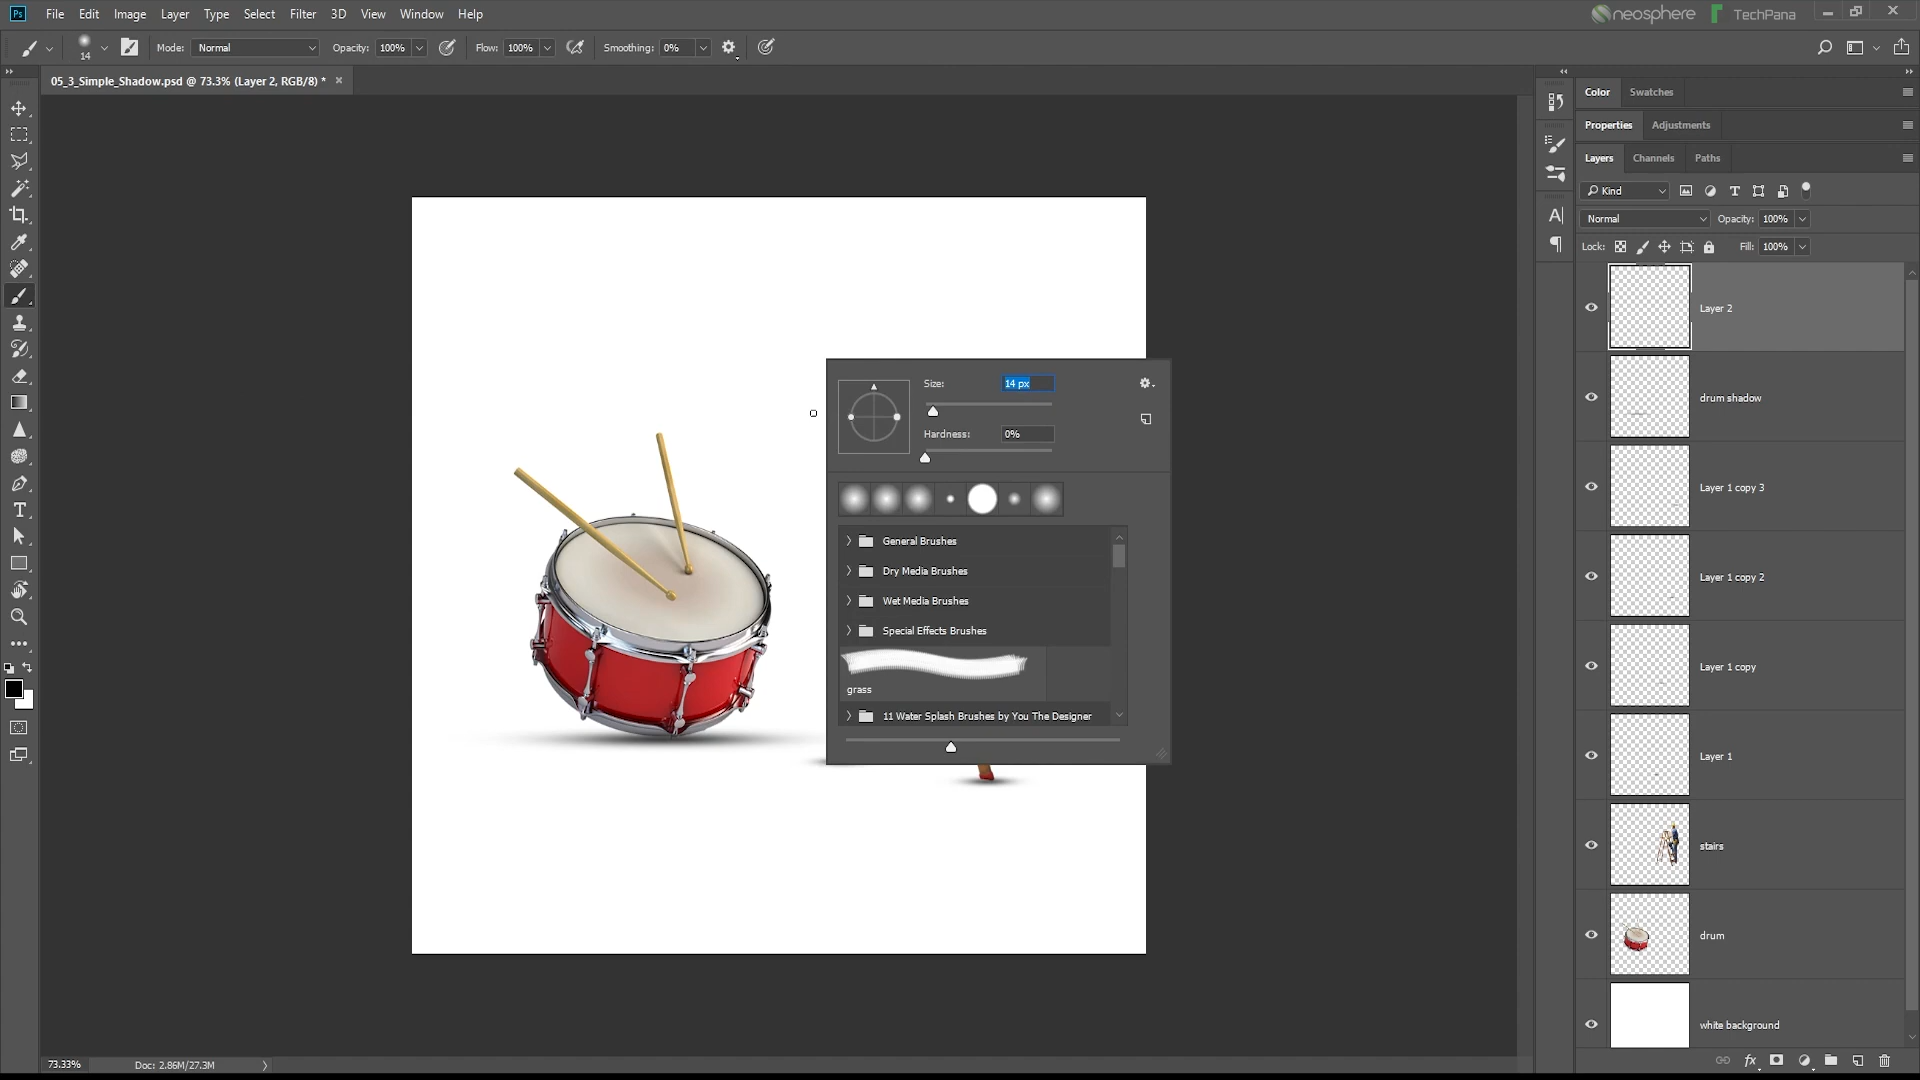 Ps File Edit Image Layer Type Select Filter 3D View Window Help
neosphere TechPana
14 Mode: Normal Opacity: 100% Flow: 100% Smoothing: 0%
05_3_Simple_Shadow.psd @ 73.3% (Layer 2, RGB/8) *
Color Swatches
Properties Adjustments
Layers Channels Paths
Kind
Normal Opacity: 100%
Lock: Fill: 100%
Layer 2
drum shadow
Layer 1 copy 3
Layer 1 copy 2
Layer 1 copy
Layer 1
stairs
drum
white background
Size: 14 px
Hardness: 0%
General Brushes
Dry Media Brushes
Wet Media Brushes
Special Effects Brushes
grass
11 Water Splash Brushes by You The Designer
73.33% Doc: 2.86M/27.3M